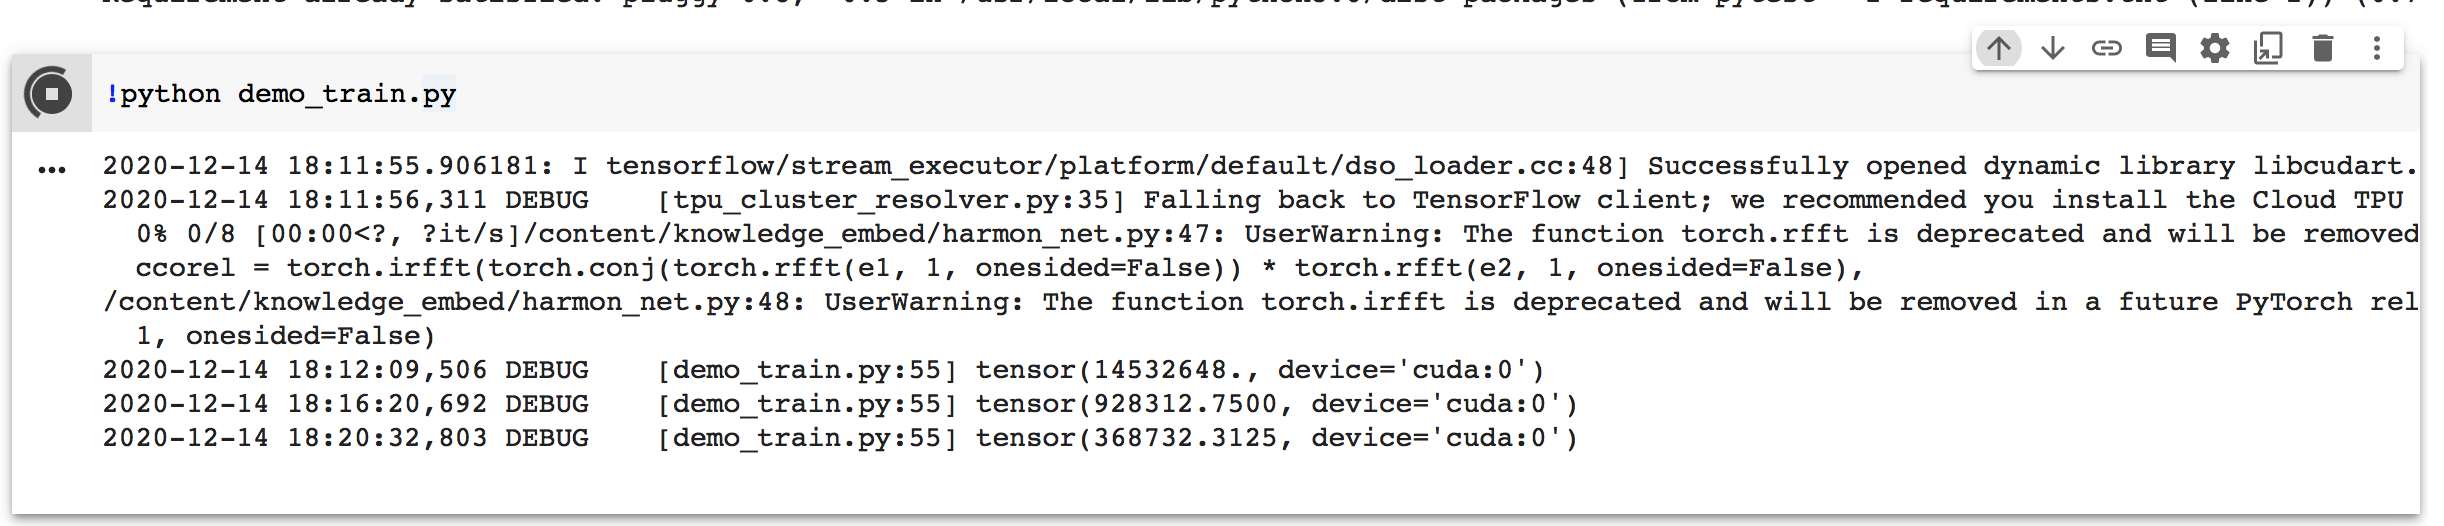 !python demo_train.py
2020-12-14 18:11:55.906181: I tensorflow/stream_executor/platform/default/dso_loader.cc:48] Successfully opened dynamic library libcudart.
2020-12-14 18:11:56,311 DEBUG    [tpu_cluster_resolver.py:35] Falling back to TensorFlow client; we recommended you install the Cloud TPU
  0% 0/8 [00:00<?, ?it/s]/content/knowledge_embed/harmon_net.py:47: UserWarning: The function torch.rfft is deprecated and will be removed
  ccorel = torch.irfft(torch.conj(torch.rfft(e1, 1, onesided=False)) * torch.rfft(e2, 1, onesided=False),
/content/knowledge_embed/harmon_net.py:48: UserWarning: The function torch.irfft is deprecated and will be removed in a future PyTorch rel
  1, onesided=False)
2020-12-14 18:12:09,506 DEBUG    [demo_train.py:55] tensor(14532648., device='cuda:0')
2020-12-14 18:16:20,692 DEBUG    [demo_train.py:55] tensor(928312.7500, device='cuda:0')
2020-12-14 18:20:32,803 DEBUG    [demo_train.py:55] tensor(368732.3125, device='cuda:0')